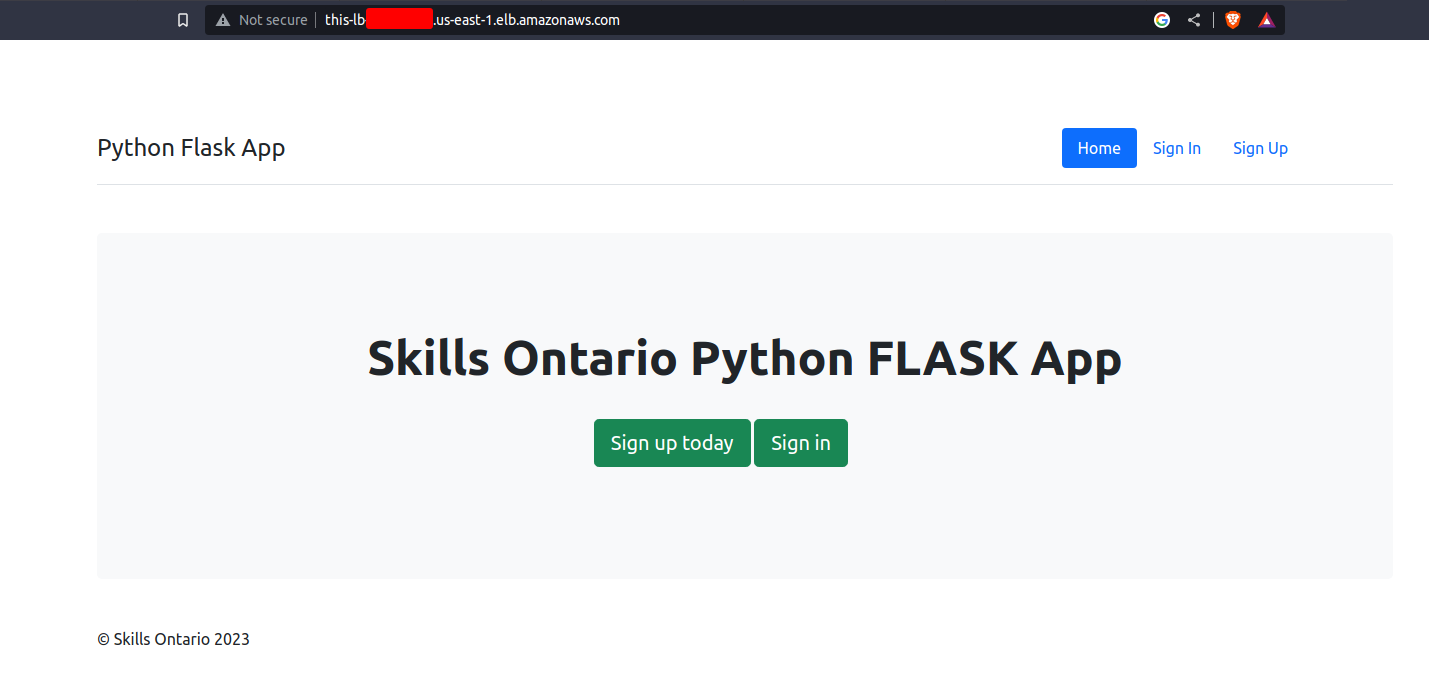 Not secure this-lb- .us-east-1.elb.amazonaws.com
Python Flask App
Home Sign In Sign Up
Skills Ontario Python FLASK App
Sign up today Sign in
© Skills Ontario 2023